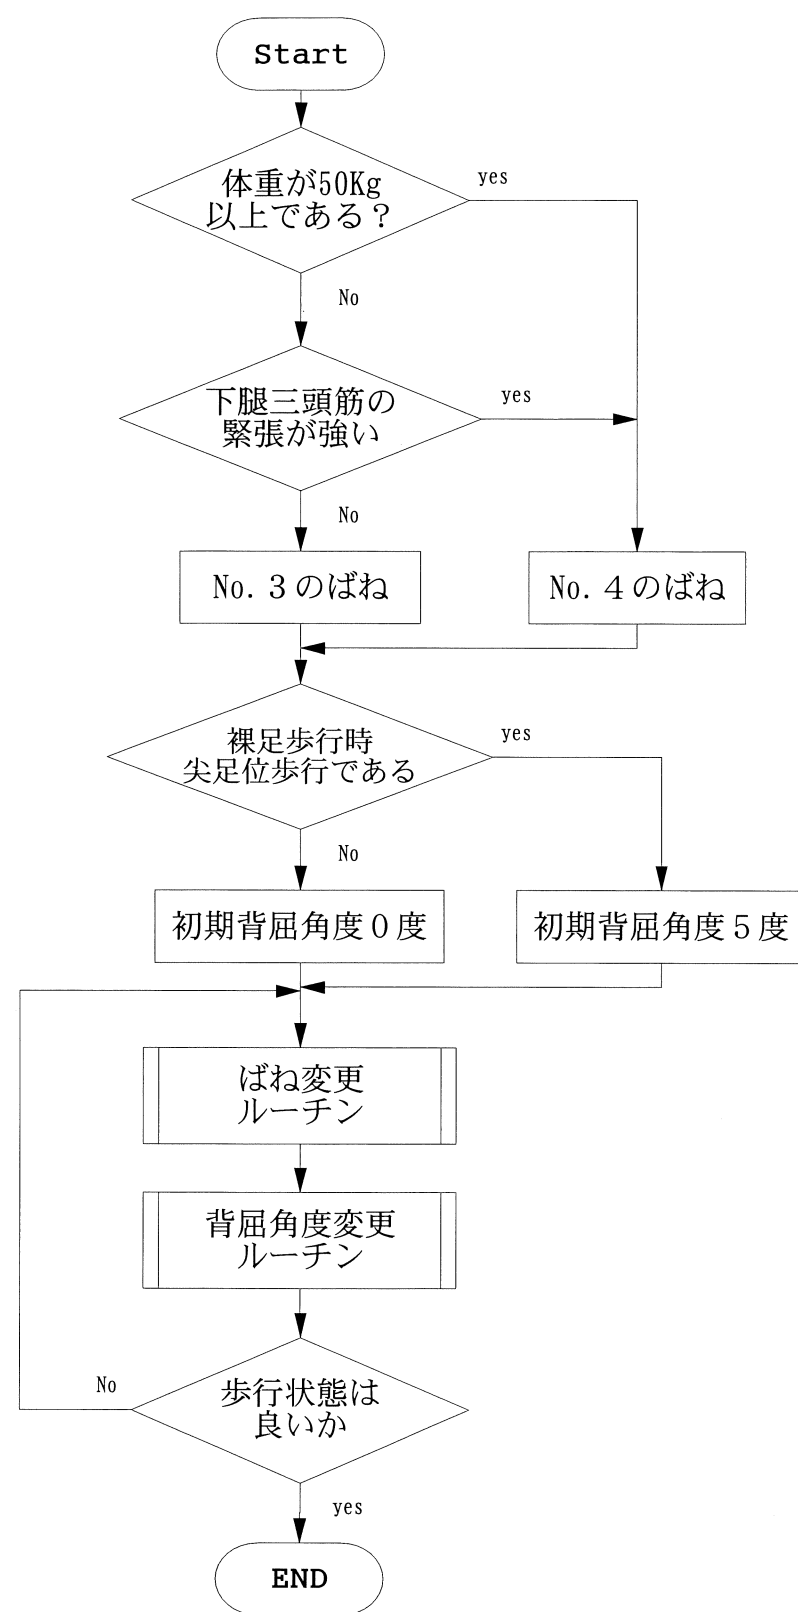 Start
体重が50Kg
以上である？
yes
No
下腿三頭筋の
緊張が強い
yes
No
No.３のばね
No.４のばね
裸足歩行時
尖足位歩行である
yes
No
初期背屈角度０度
初期背屈角度５度
ばね変更
ルーチン
背屈角度変更
ルーチン
歩行状態は
良いか
No
yes
END